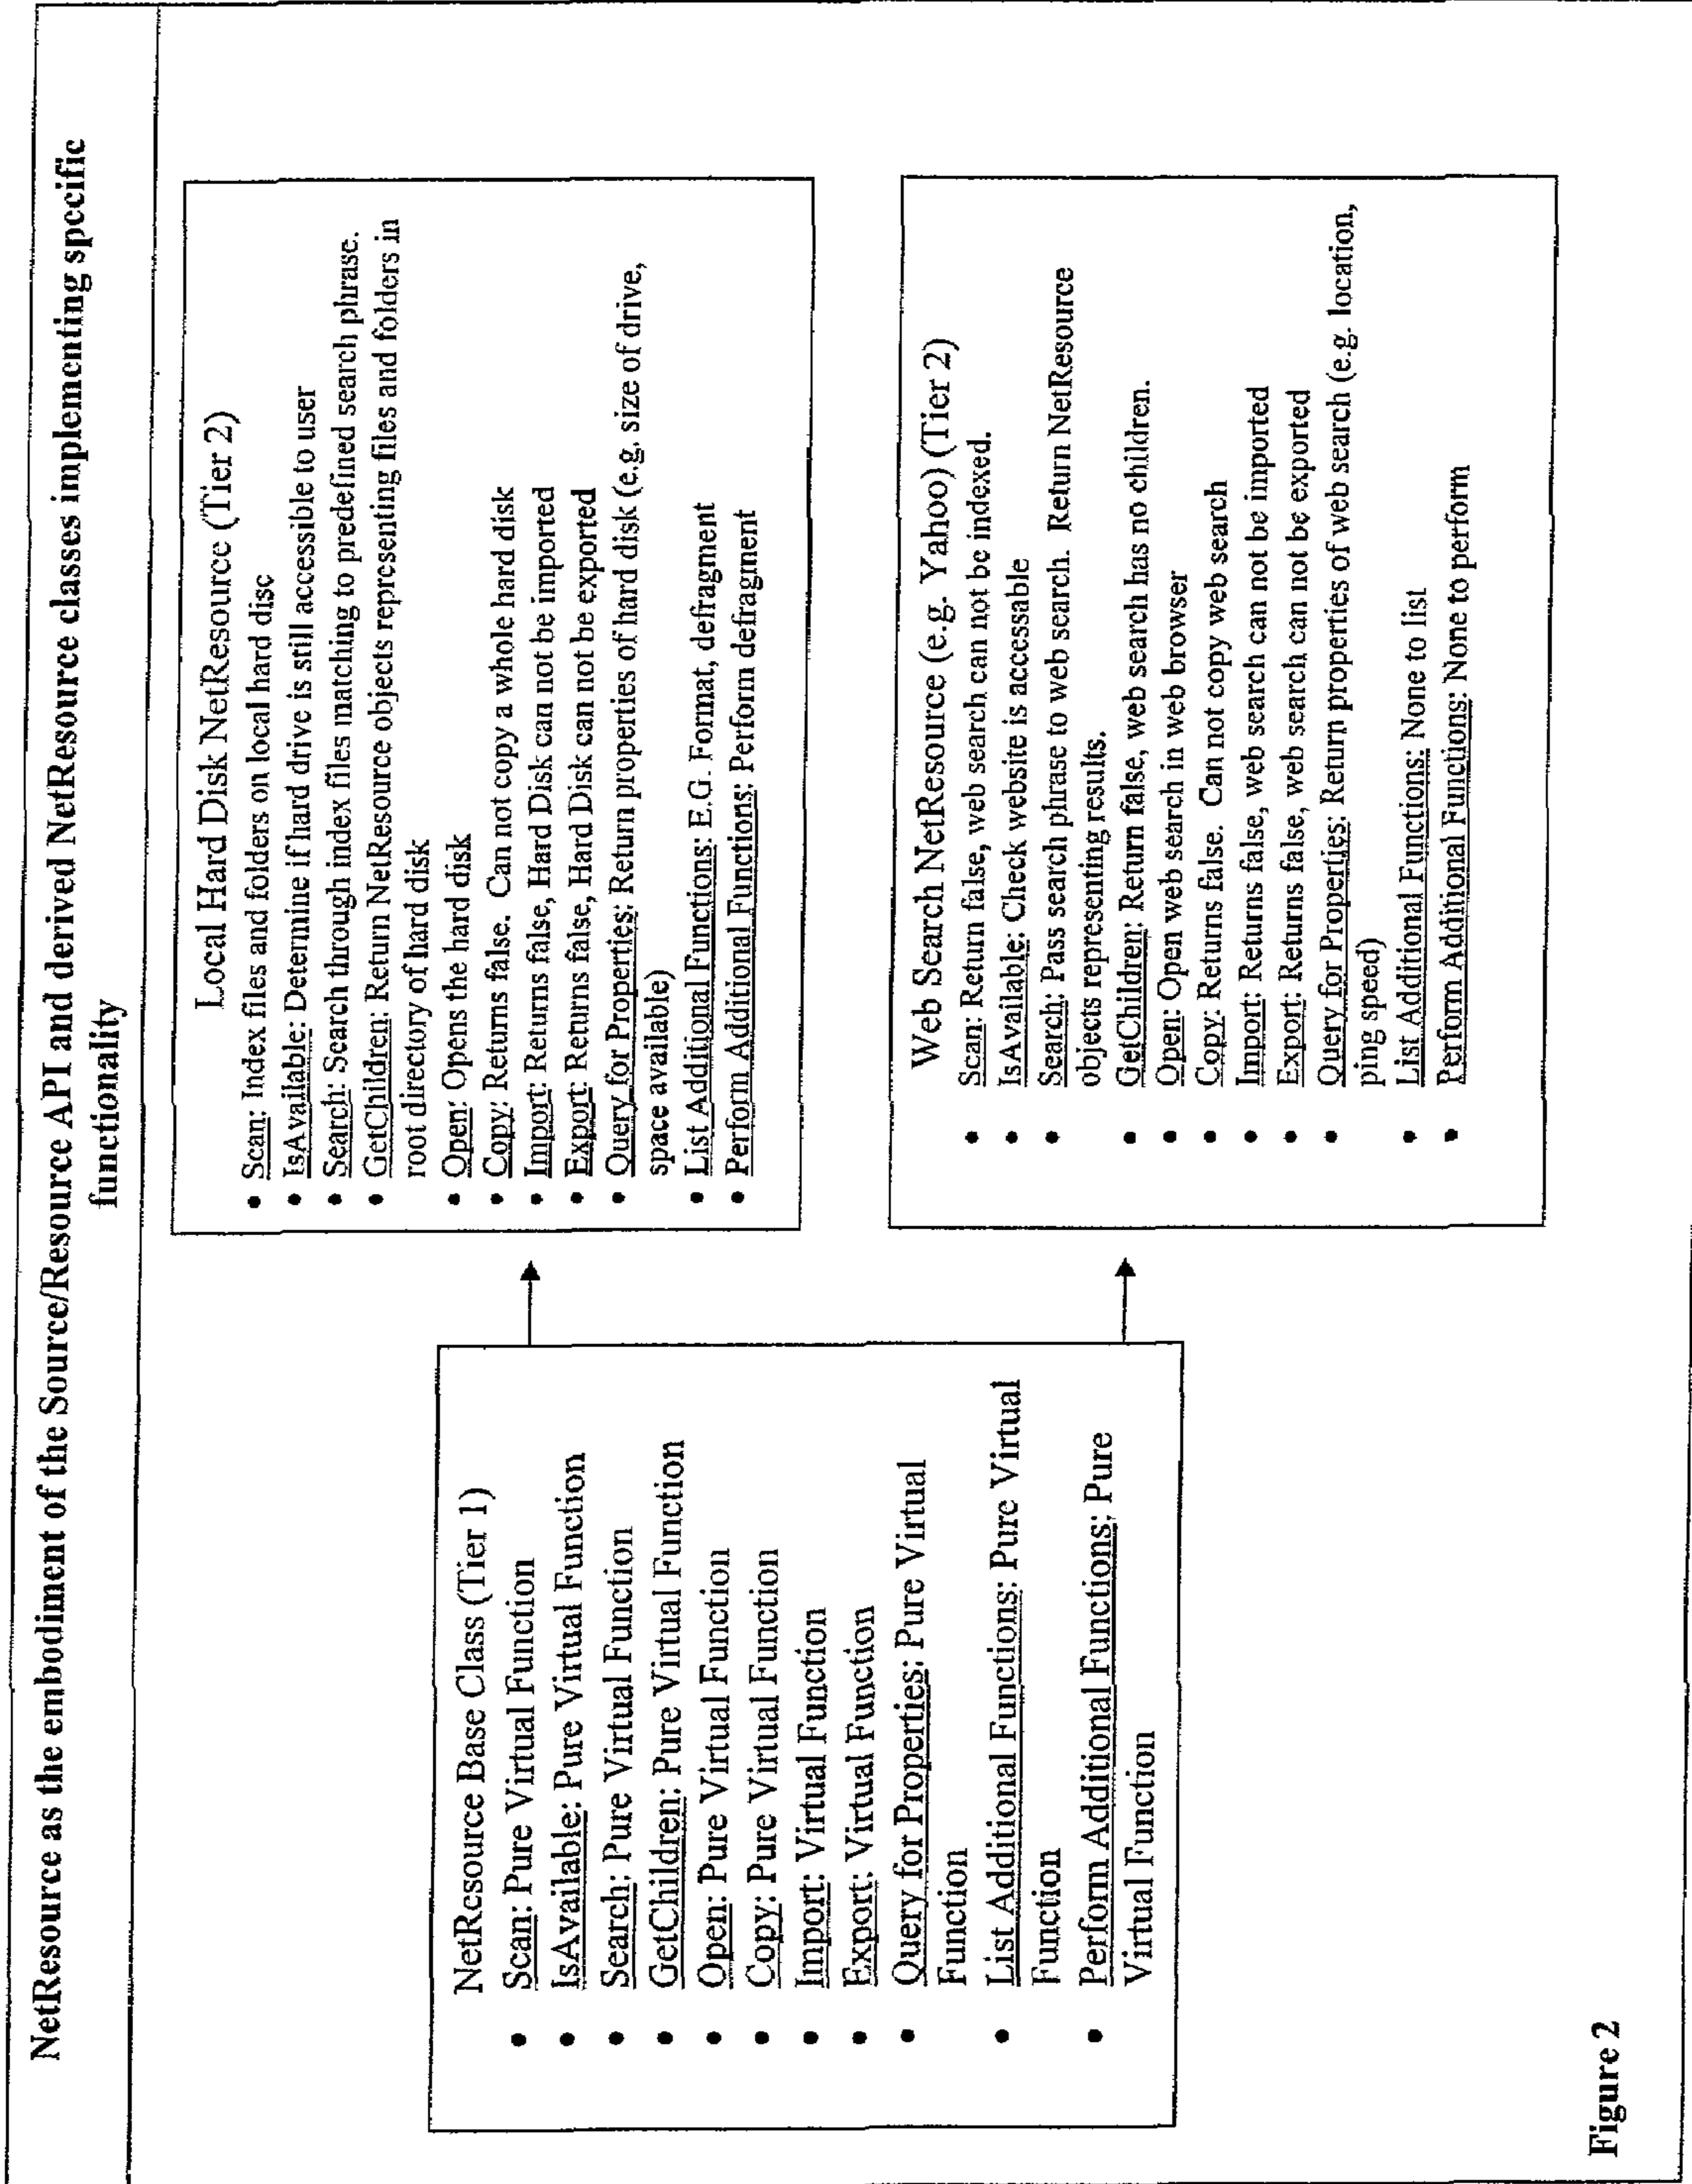 NetResource as the embodiment of the Source/Resource API and derived NetResource classes implementing specific
functionality
NetResource Base Class (Tier 1)
• Scan: Pure Virtual Function
• IsAvailable: Pure Virtual Function
• Search: Pure Virtual Function
• GetChildren: Pure Virtual Function
• Open: Pure Virtual Function
• Copy: Pure Virtual Function
• Import: Virtual Function
• Export: Virtual Function
• Query for Properties: Pure Virtual
Function
• List Additional Functions: Pure Virtual
Function
• Perform Additional Functions: Pure
Virtual Function
Local Hard Disk NetResource (Tier 2)
• Scan: Index files and folders on local hard disc
• IsAvailable: Determine if hard drive is still accessible to user
• Search: Search through index files matching to predefined search phrase.
• GetChildren: Return NetResource objects representing files and folders in
root directory of hard disk
• Open: Opens the hard disk
• Copy: Returns false. Can not copy a whole hard disk
• Import: Returns false, Hard Disk can not be imported
• Export: Returns false, Hard Disk can not be exported
• Query for Properties: Return properties of hard disk (e.g. size of drive,
space available)
• List Additional Functions: E.G. Format, defragment
• Perform Additional Functions: Perform defragment
Web Search NetResource (e.g. Yahoo) (Tier 2)
• Scan: Return false, web search can not be indexed.
• IsAvailable: Check website is accessable
• Search: Pass search phrase to web search. Return NetResource
objects representing results.
• GetChildren: Return false, web search has no children.
• Open: Open web search in web browser
• Copy: Returns false. Can not copy web search
• Import: Returns false, web search can not be imported
• Export: Returns false, web search can not be exported
• Query for Properties: Return properties of web search (e.g. location,
ping speed)
• List Additional Functions: None to list
• Perform Additional Functions: None to perform
Figure 2